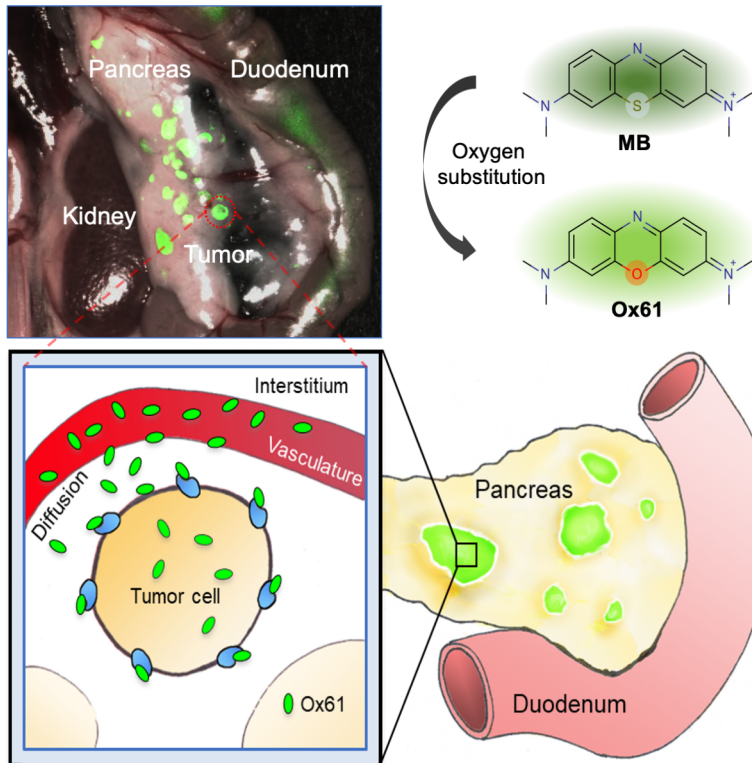 Pancreas
Duodenum
Kidney
Tumor
N
S
N
N+
MB
Oxygen
substitution
N
O
N
N+
Ox61
Interstitium
Vasculature
Diffusion
Tumor cell
Ox61
Pancreas
Duodenum